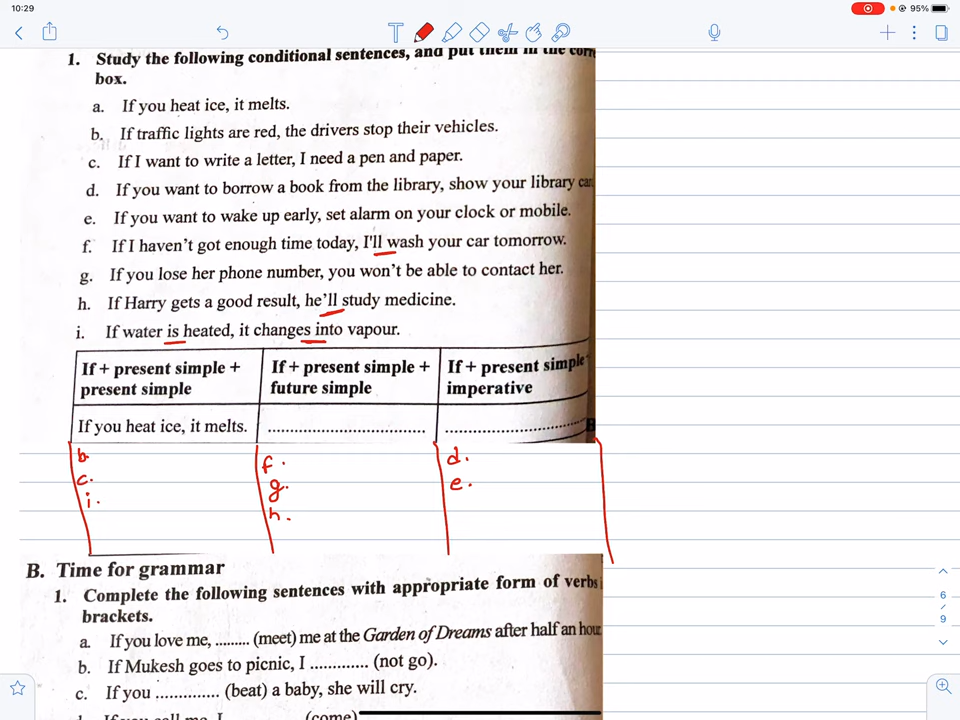 10:29
95%
1. Study the following conditional sentences, and put them in the corr
box.
a. If you heat ice, it melts.
b. If traffic lights are red, the drivers stop their vehicles.
c. If I want to write a letter, I need a pen and paper.
d. If you want to borrow a book from the library, show your library car
e. If you want to wake up early, set alarm on your clock or mobile.
f. If I haven't got enough time today, I'll wash your car tomorrow.
g. If you lose her phone number, you won't be able to contact her.
h. If Harry gets a good result, he'll study medicine.
i. If water is heated, it changes into vapour.
If + present simple + present simple
If + present simple + future simple
If + present simple imperative
If you heat ice, it melts. .................................... ....................................
b. f. d.
c. g. e.
i. h.
B. Time for grammar
1. Complete the following sentences with appropriate form of verbs
brackets.
a. If you love me, ......... (meet) me at the Garden of Dreams after half an hour
b. If Mukesh goes to picnic, I ............. (not go).
c. If you .............. (beat) a baby, she will cry.
(come)
6
/
9